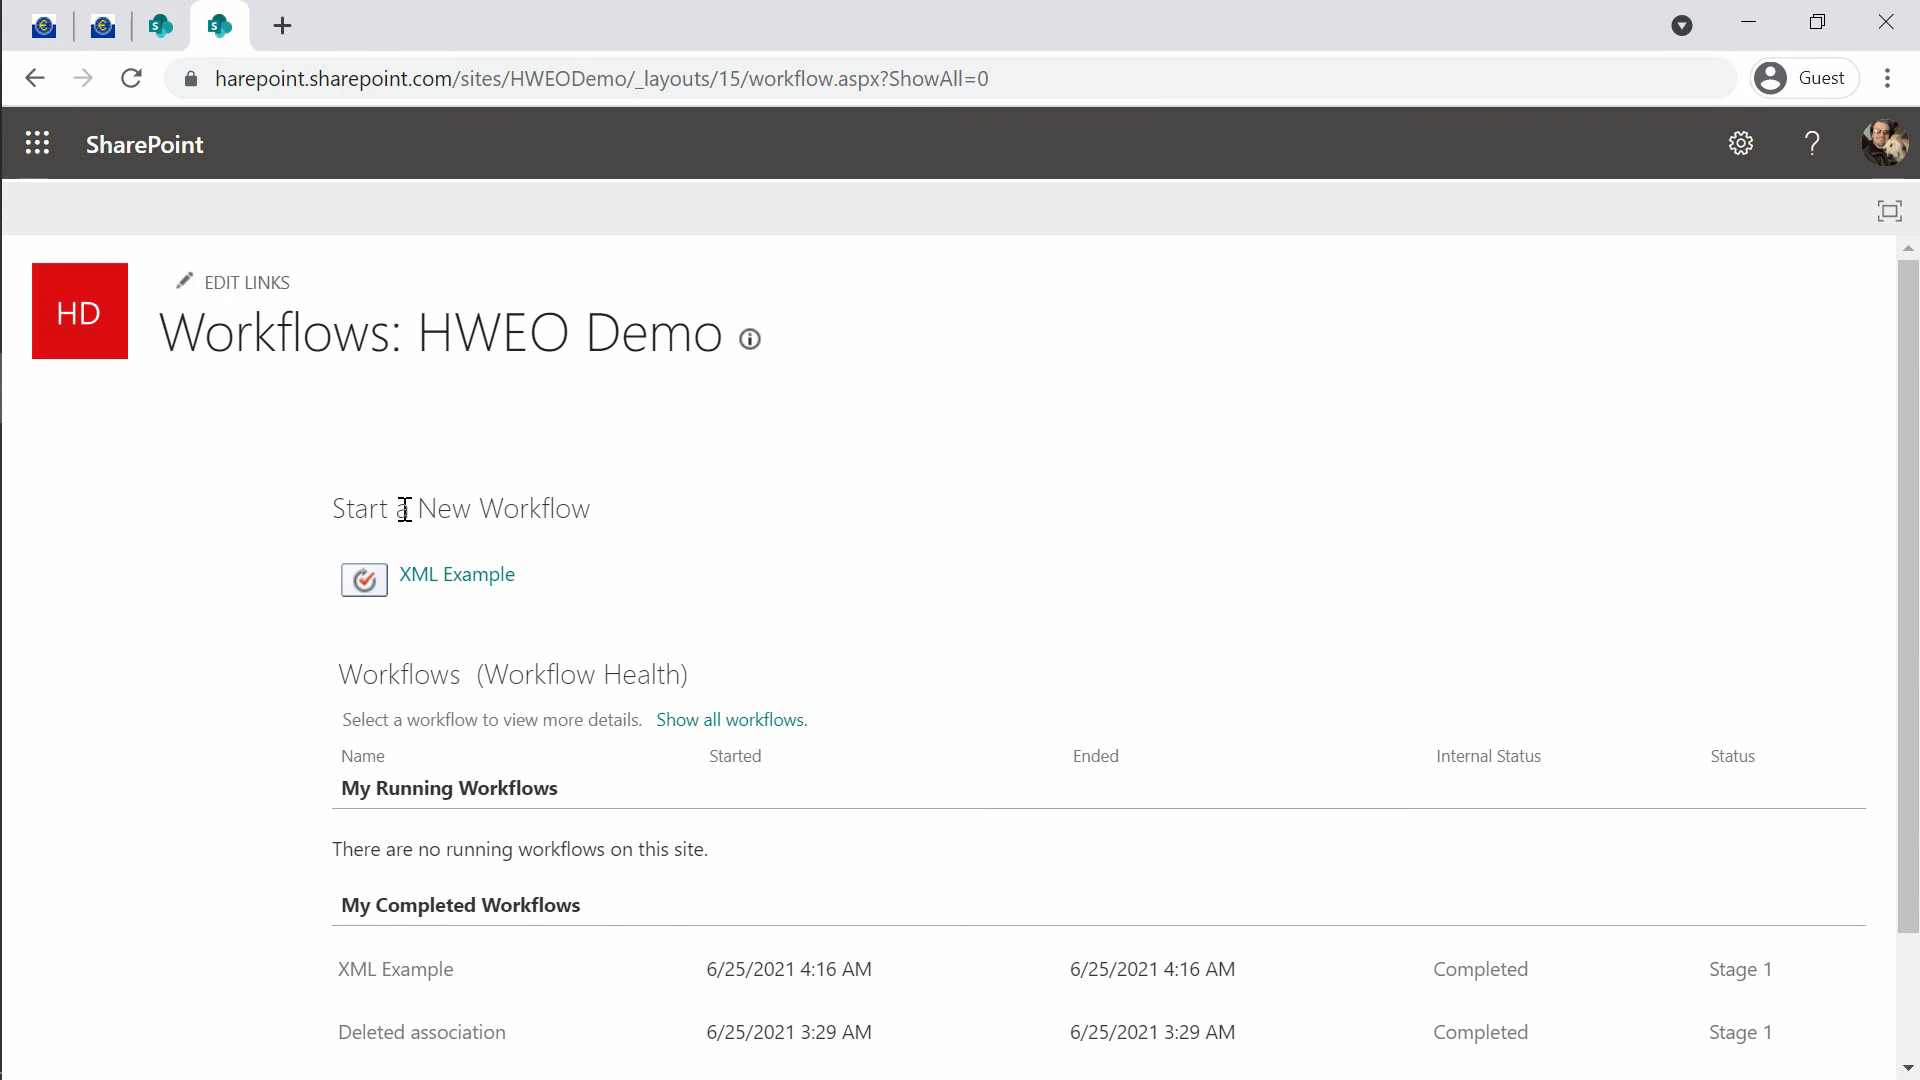 harepoint.sharepoint.com/sites/HWEODemo/_layouts/15/workflow.aspx?ShowAll=0
Guest
SharePoint
HD
EDIT LINKS
Workflows: HWEO Demo
Start a New Workflow
XML Example
Workflows (Workflow Health)
Select a workflow to view more details. Show all workflows.
Name Started Ended Internal Status Status
My Running Workflows
There are no running workflows on this site.
My Completed Workflows
XML Example 6/25/2021 4:16 AM 6/25/2021 4:16 AM Completed Stage 1
Deleted association 6/25/2021 3:29 AM 6/25/2021 3:29 AM Completed Stage 1